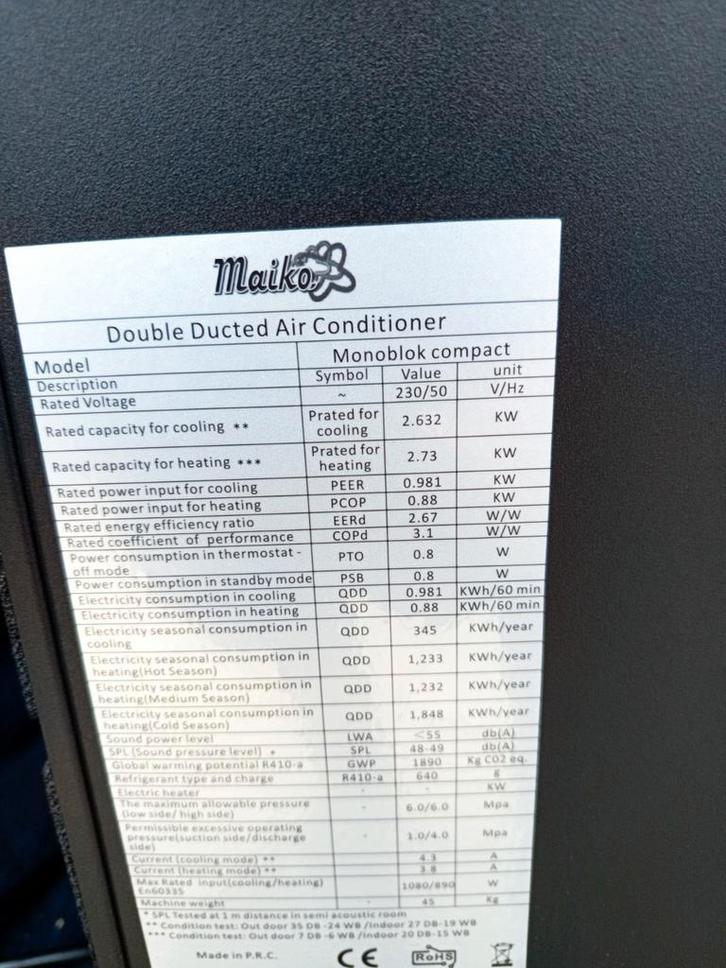 Maiko
Double Ducted Air Conditioner
Model Monoblok compact
Description Symbol Value unit
Rated Voltage ~ 230/50 V/Hz
Rated capacity for cooling ** Prated for cooling 2.632 KW
Rated capacity for heating *** Prated for heating 2.73 KW
Rated power input for cooling PEER 0.981 KW
Rated power input for heating PCOP 0.88 KW
Rated energy efficiency ratio EERd 2.67 W/W
Rated coefficient of performance COPd 3.1 W/W
Power consumption in thermostat-
off mode PTO 0.8 W
Power consumption in standby mode PSB 0.8 W
Electricity consumption in cooling QDD 0.981 KWh/60 min
Electricity consumption in heating QDD 0.88 KWh/60 min
Electricity seasonal consumption in
cooling QDD 345 KWh/year
Electricity seasonal consumption in
heating(Hot Season) QDD 1,233 KWh/year
Electricity seasonal consumption in
heating(Medium Season) QDD 1,232 KWh/year
Electricity seasonal consumption in
heating(Cold Season) QDD 1,848 KWh/year
Sound power level LWA <55 db(A)
SPL (Sound pressure level) * SPL 48-49 db(A)
Global warming potential R410-a GWP 1890 Kg CO2 eq.
Refrigerant type and charge R410-a 640 g
Electric heater - - KW
The maximum allowable pressure
(low side/ high side) - 6.0/6.0 Mpa
Permissible excessive operating
pressure(suction side/discharge
side) - 1.0/4.0 Mpa
Current (cooling mode) ** 4.3 A
Current (heating mode) ** 3.8 A
Max Rated input(cooling/heating)
En60335 1080/890 W
Machine weight - 45 Kg
* SPL Tested at 1 m distance in semi acoustic room
** Condition test: Out door 35 DB -24 WB /Indoor 27 DB-19 WB
*** Condition test: Out door 7 DB -6 WB /Indoor 20 DB-15 WB
Made in P.R.C. CE RoHS